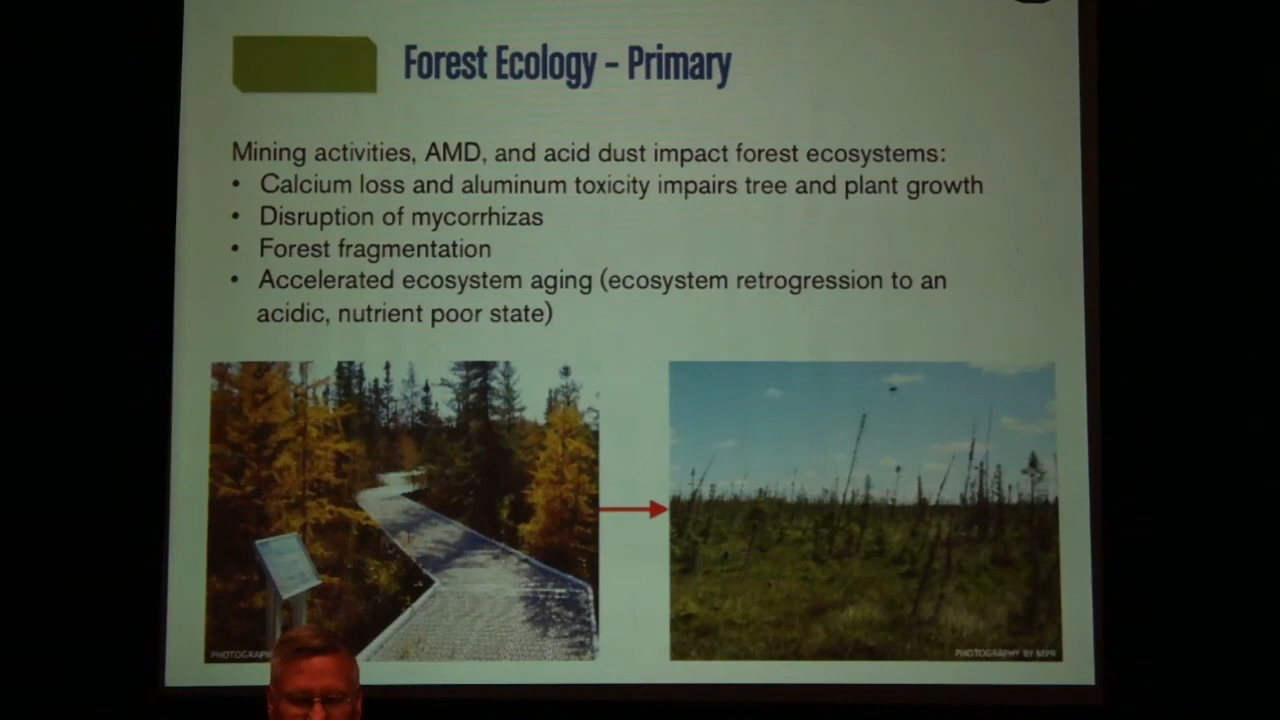 Forest Ecology – Primary
Mining activities, AMD, and acid dust impact forest ecosystems:
• Calcium loss and aluminum toxicity impairs tree and plant growth
• Disruption of mycorrhizas
• Forest fragmentation
• Accelerated ecosystem aging (ecosystem retrogression to an
acidic, nutrient poor state)
PHOTOGRAPHY BY MPR